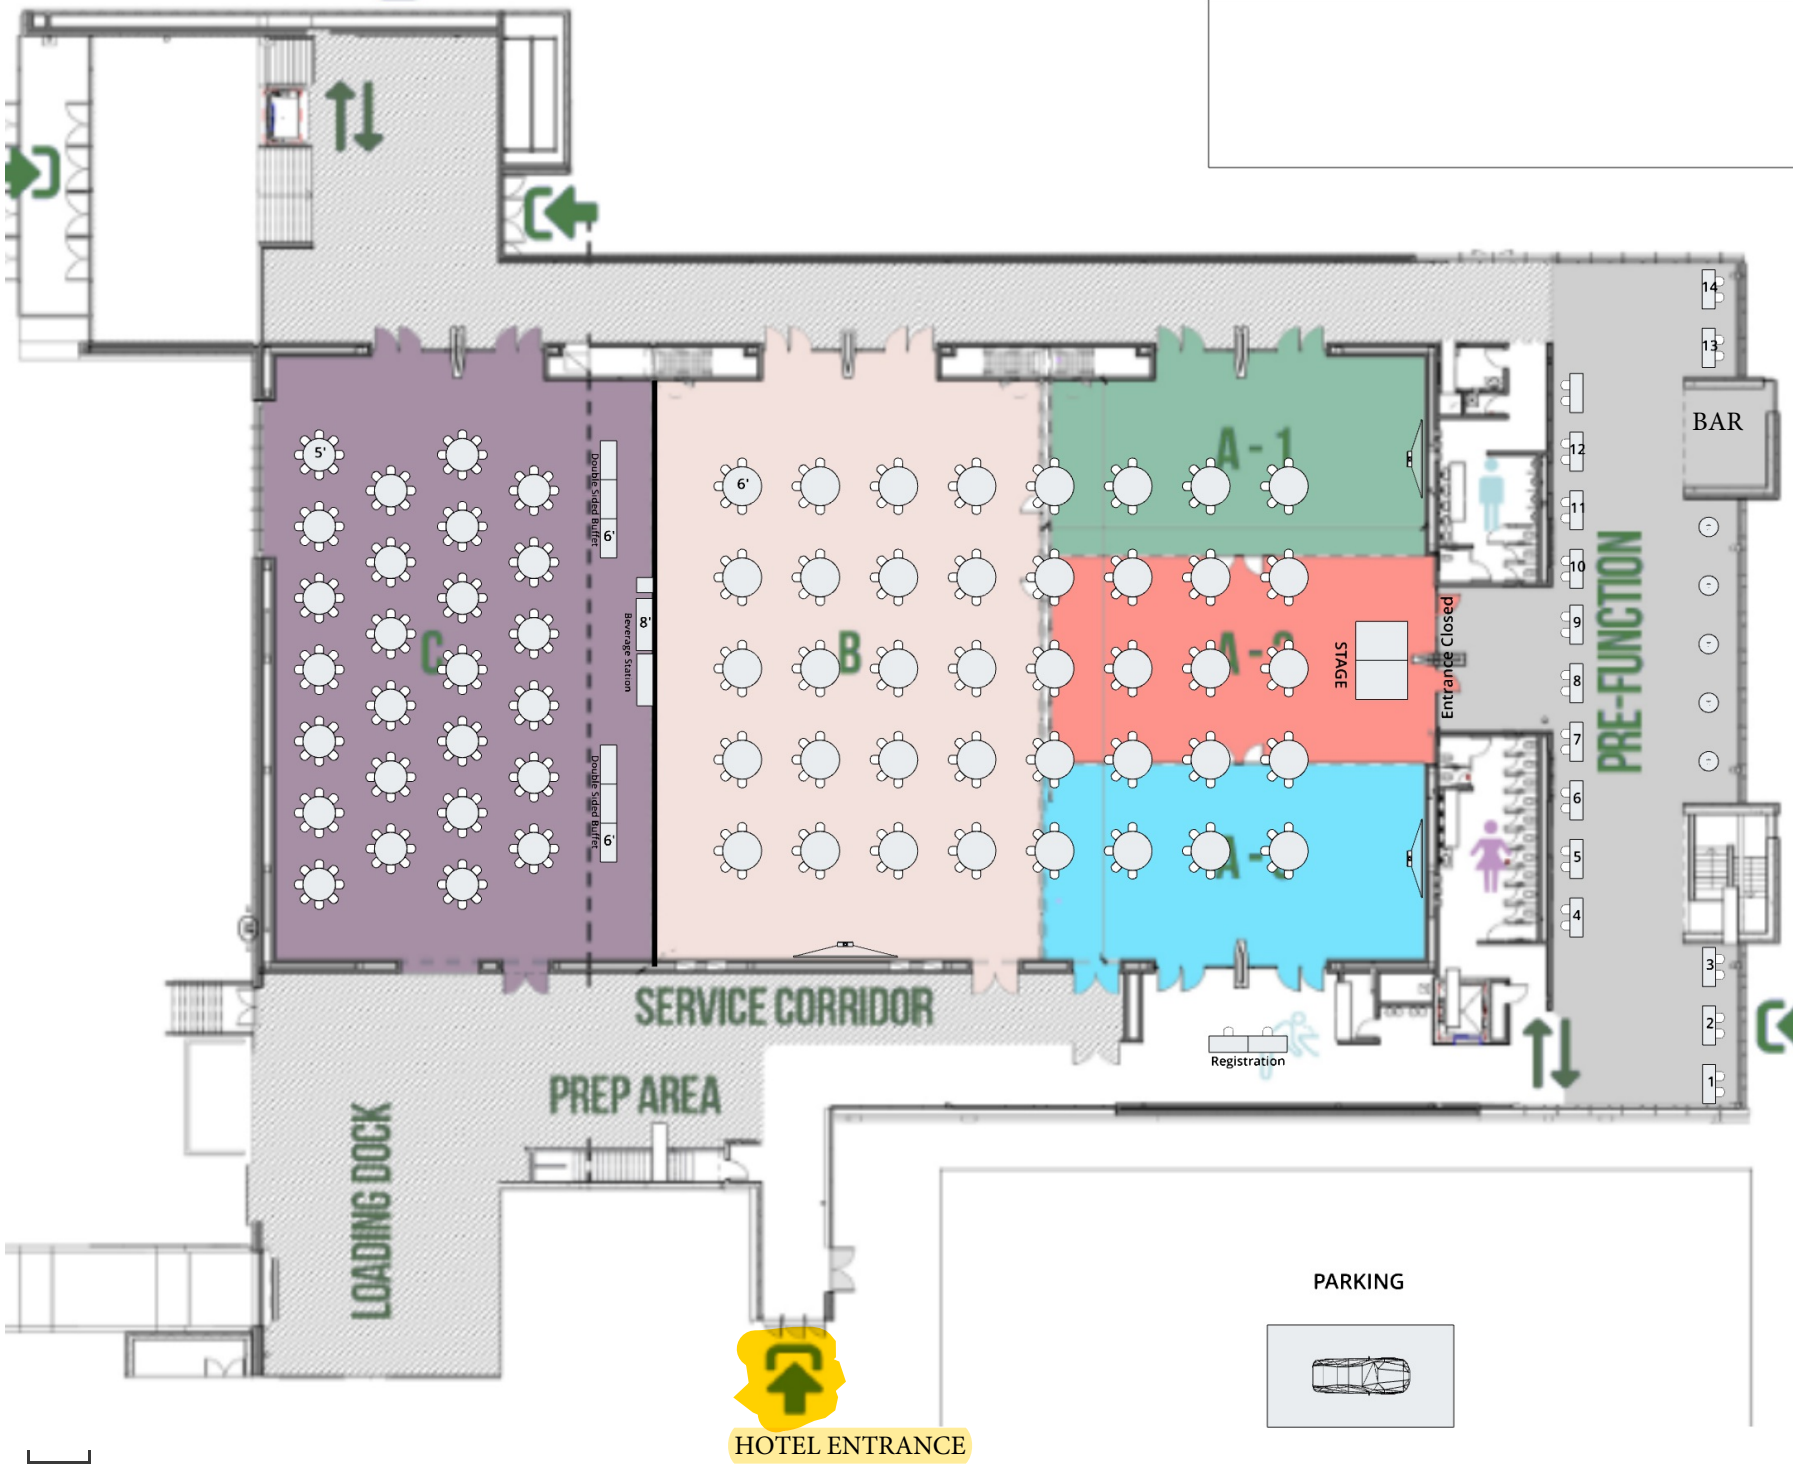 14
13
BAR
A - 1
12
5'
6'
Double Sided Buffet
6'
11
10
PRE-FUNCTION
8'
Beverage Station
C
B
A -
STAGE
Entrance Closed
9
8
7
6
Double Sided Buffet
6'
A -
5
4
3
SERVICE CORRIDOR
2
Registration
PREP AREA
1
LOADING DOCK
PARKING
HOTEL ENTRANCE